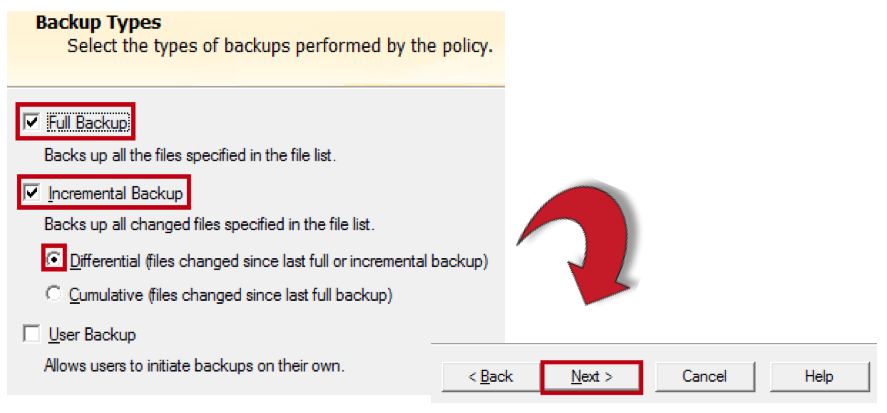 Backup Types
Select the types of backups performed by the policy.
Full Backup
Backs up all the files specified in the file list.
Incremental Backup
Backs up all changed files specified in the file list.
Differential (files changed since last full or incremental backup)
Cumulative (files changed since last full backup)
User Backup
Allows users to initiate backups on their own.
< Back Next > Cancel Help